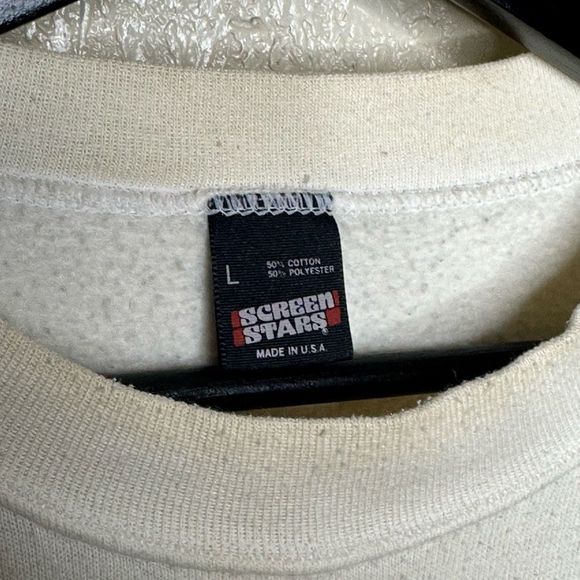 L
50% COTTON
50% POLYESTER
SCREEN
STARS®
MADE IN U.S.A.